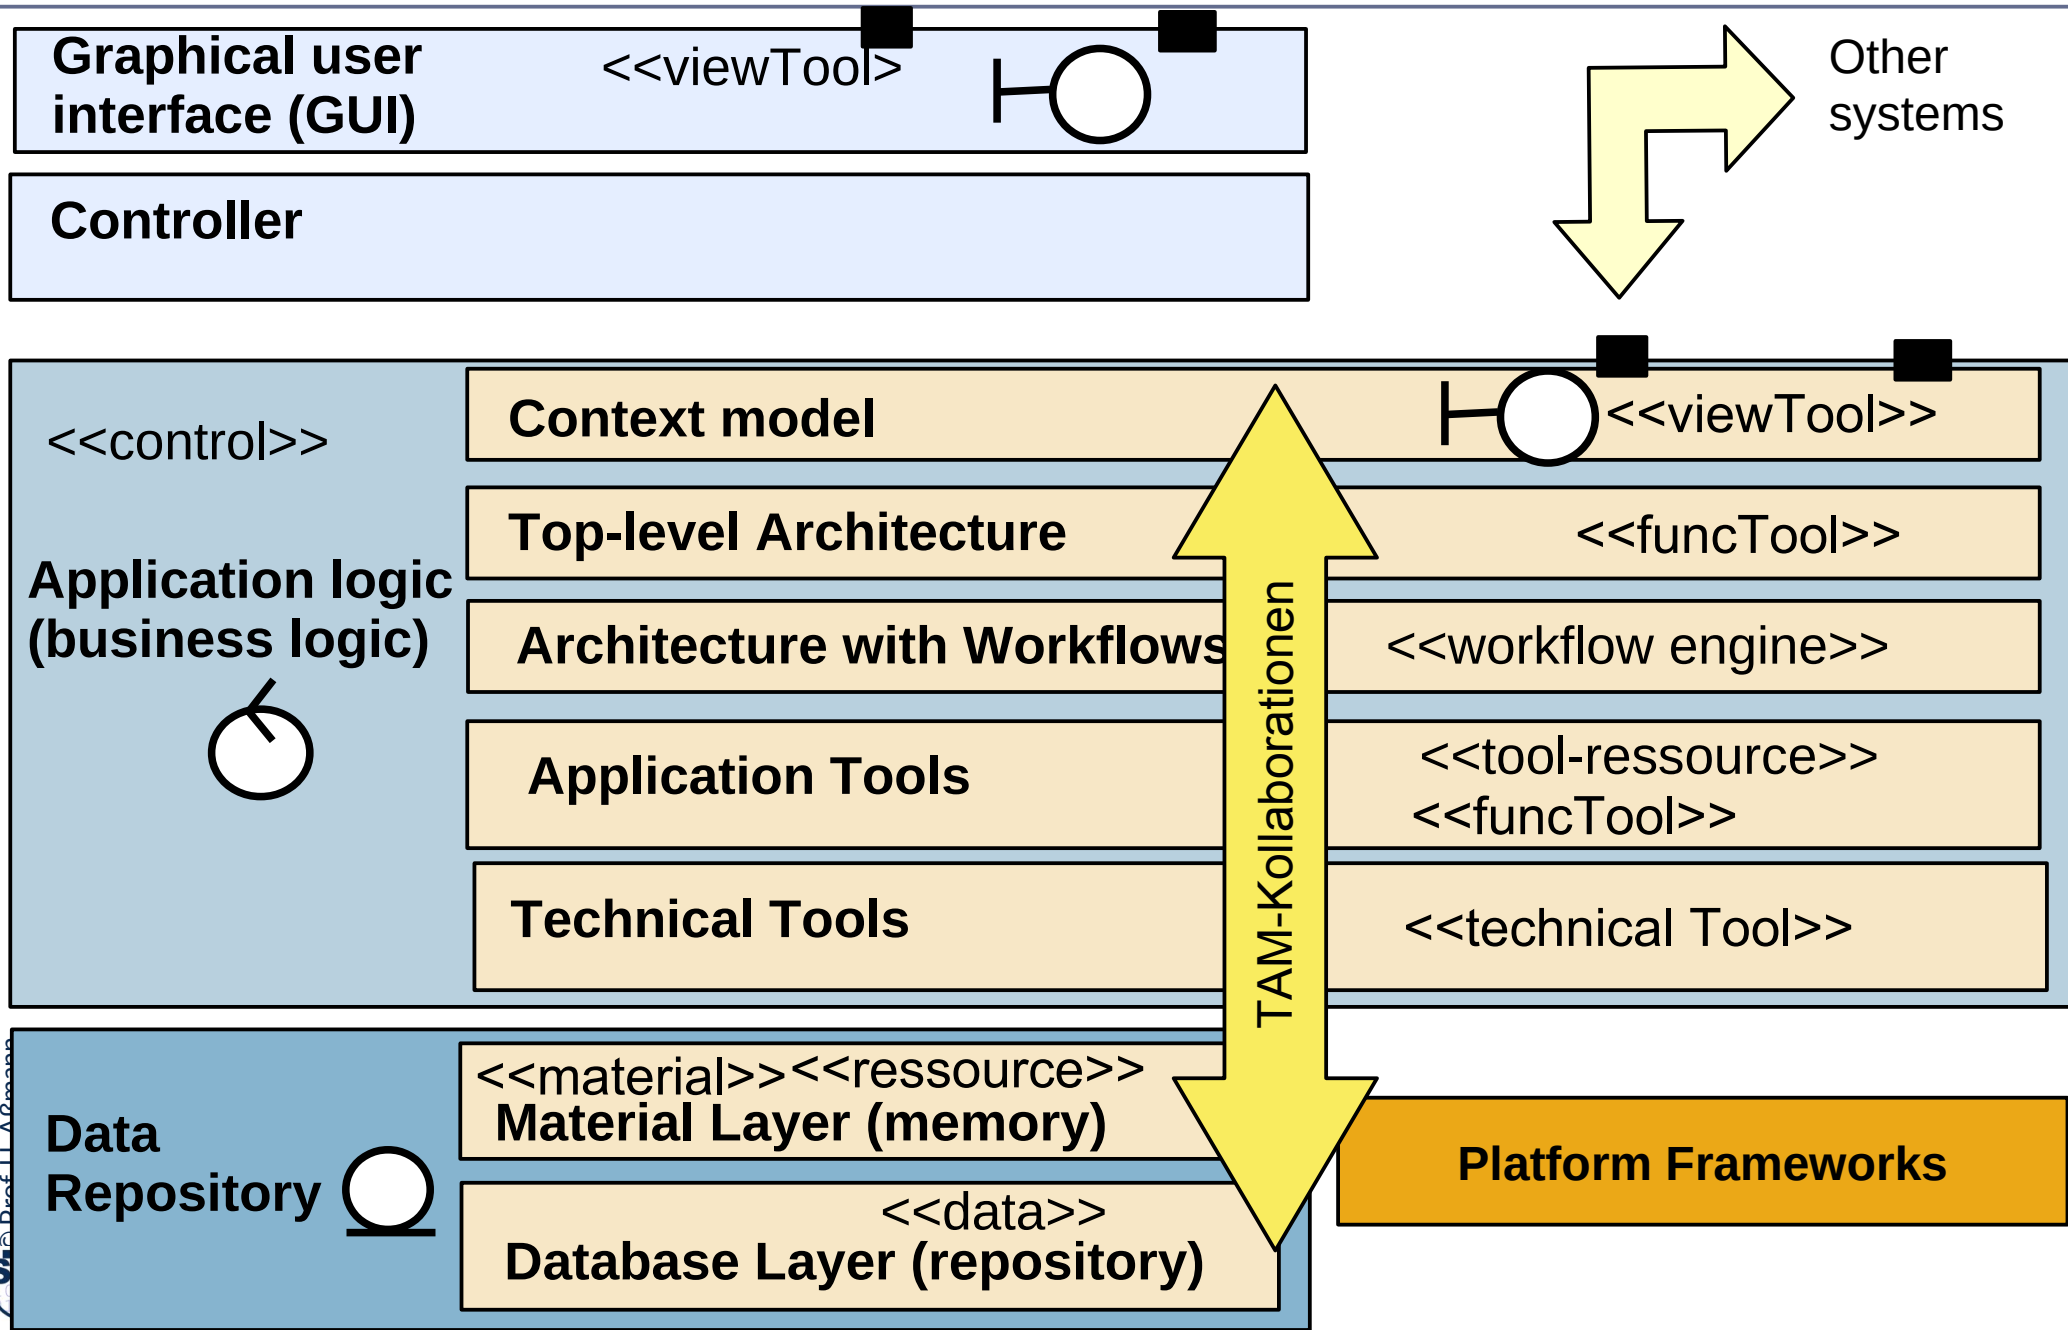 Graphical user
interface (GUI)
<<viewTool>
Other
systems
Controller
<<control>>
Context model
<<viewTool>>
Top-level Architecture
<<funcTool>>
Application logic
(business logic)
Architecture with Workflows
<<workflow engine>>
Application Tools
<<tool-ressource>>
<<funcTool>>
Technical Tools
<<technical Tool>>
TAM-Kollaborationen
Data
Repository
<<material>> <<ressource>>
Material Layer (memory)
<<data>>
Database Layer (repository)
Platform Frameworks